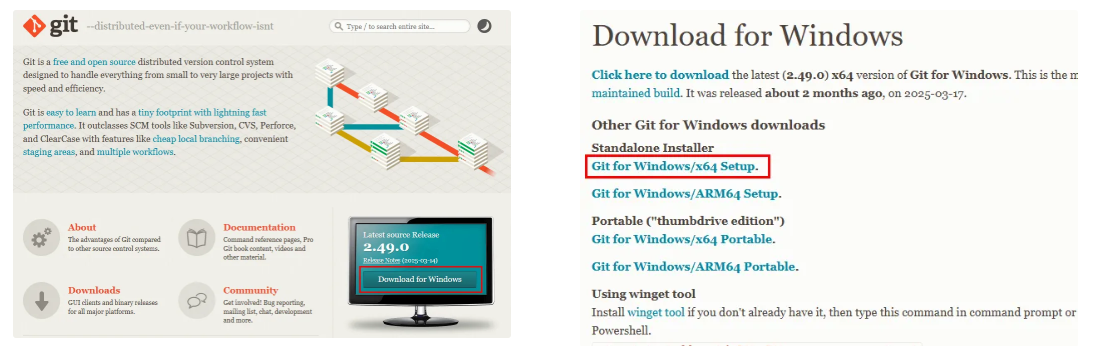 git --distributed-even-if-your-workflow-isnt
Type / to search entire site...
Git is a free and open source distributed version control system
designed to handle everything from small to very large projects with
speed and efficiency.
Git is easy to learn and has a tiny footprint with lightning fast
performance. It outclasses SCM tools like Subversion, CVS, Perforce,
and ClearCase with features like cheap local branching, convenient
staging areas, and multiple workflows.
About
The advantages of Git compared
to other source control systems.
Documentation
Command reference pages, Pro
Git book content, videos and
other material.
Downloads
GUI clients and binary releases
for all major platforms.
Community
Get involved! Bug reporting,
mailing list, chat, development
and more.
Latest source Release
2.49.0
Release Notes (2025-03-14)
Download for Windows
Download for Windows
Click here to download the latest (2.49.0) x64 version of Git for Windows. This is the m
maintained build. It was released about 2 months ago, on 2025-03-17.
Other Git for Windows downloads
Standalone Installer
Git for Windows/x64 Setup.
Git for Windows/ARM64 Setup.
Portable ("thumbdrive edition")
Git for Windows/x64 Portable.
Git for Windows/ARM64 Portable.
Using winget tool
Install winget tool if you don't already have it, then type this command in command prompt or
Powershell.